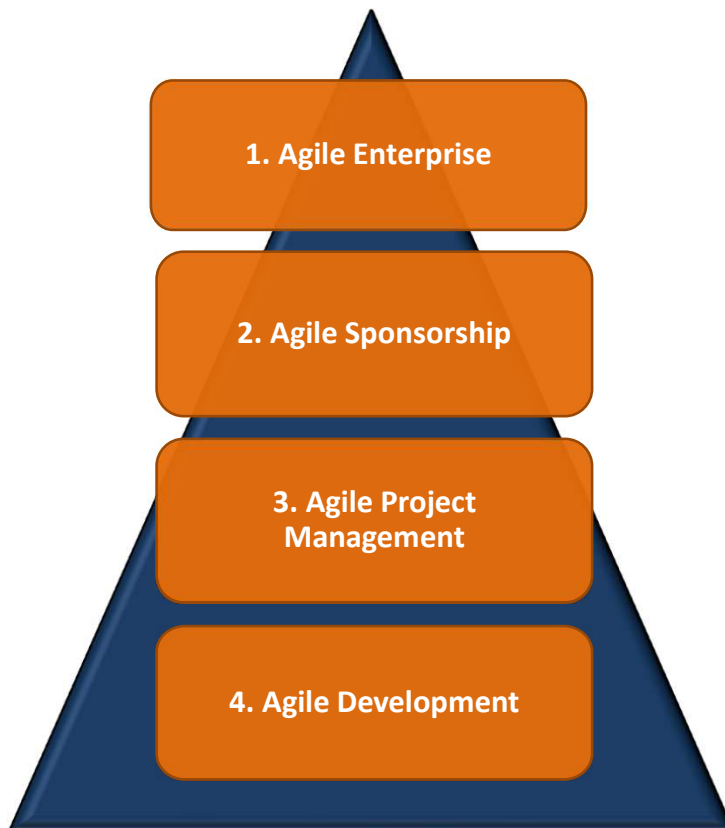 1. Agile Enterprise
2. Agile Sponsorship
3. Agile Project
Management
4. Agile Development